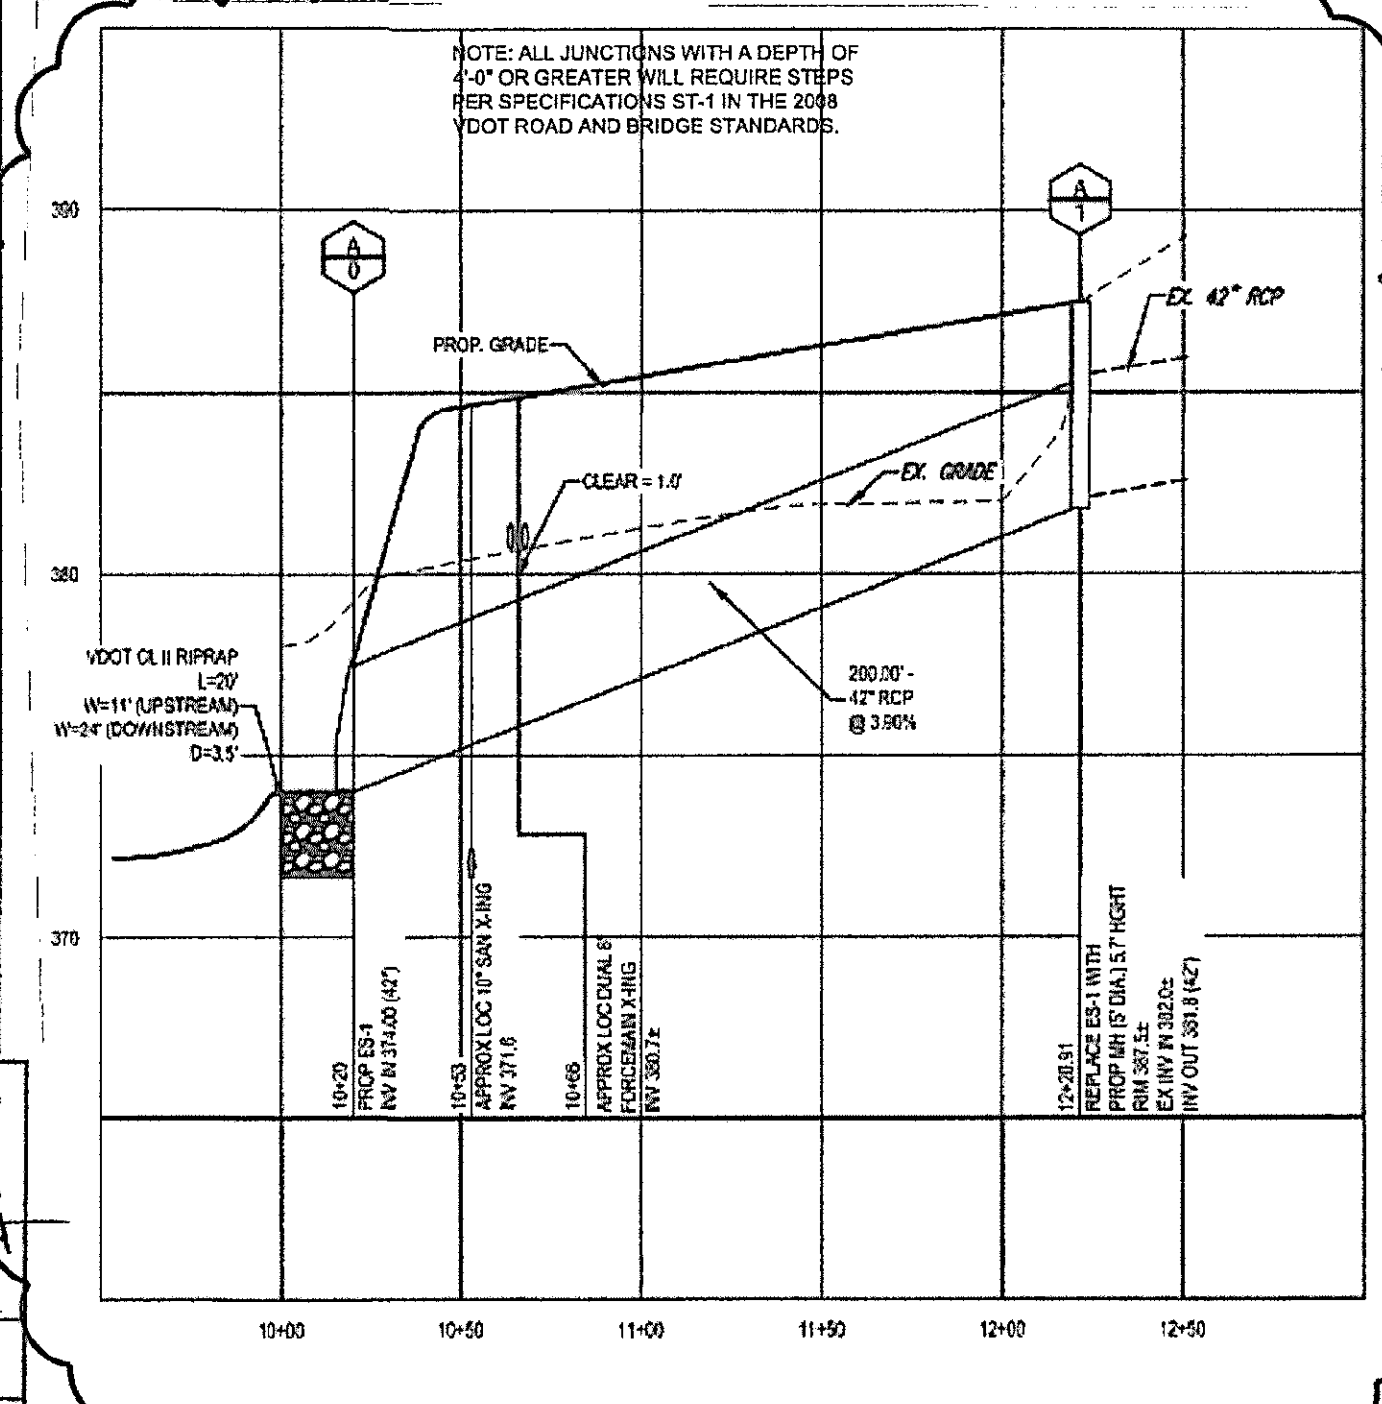 NOTE: ALL JUNCTIONS WITH A DEPTH OF
4'-0" OR GREATER WILL REQUIRE STEPS
PER SPECIFICATIONS ST-1 IN THE 2008
VDOT ROAD AND BRIDGE STANDARDS.
390
A
1
A
0
EX. 42" RCP
PROP. GRADE
CLEAR = 1.0'
EX. GRADE
380
VDOT CL II RIPRAP
L=20'
W=11' (UPSTREAM)
W=24' (DOWNSTREAM)
D=3.5'
200.00' -
42" RCP
@ 3.90%
370
10+20
PROP ES-1
INV IN 374.00 (42")
10+53
APPROX LOC 10" SAN X-ING
INV 371.6
10+66
APPROX LOC DUAL 8"
FORCEMAIN X-ING
INV 380.7±
REPLACE ES-1 WITH
PROP MH (5' DIA.) 5.7' HGHT
RIM 387.5±
EX INV IN 382.0±
INV OUT 381.8 (42")
10+00
10+50
11+00
11+50
12+00
12+50